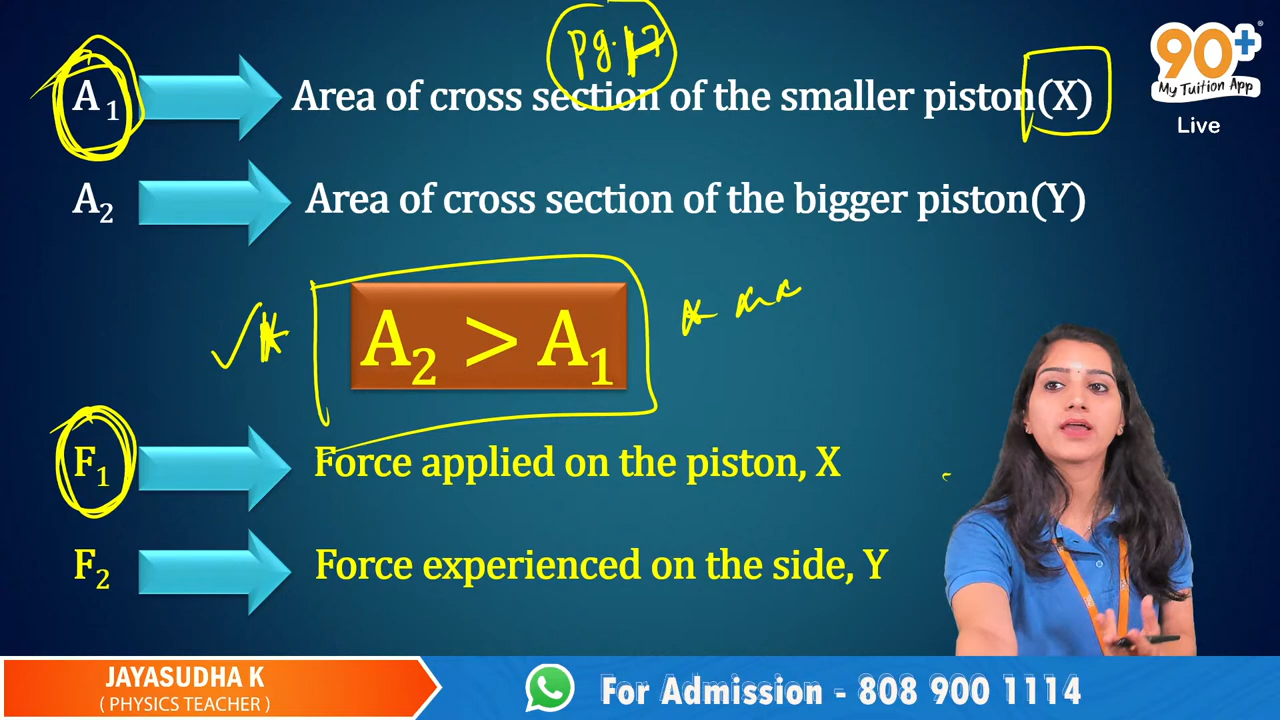 pg.17
A1 Area of cross section of the smaller piston(X)
90+
My Tuition App
Live
A2 Area of cross section of the bigger piston(Y)
A2 > A1
F1 Force applied on the piston, X
F2 Force experienced on the side, Y
JAYASUDHA K
( PHYSICS TEACHER )
For Admission - 808 900 1114